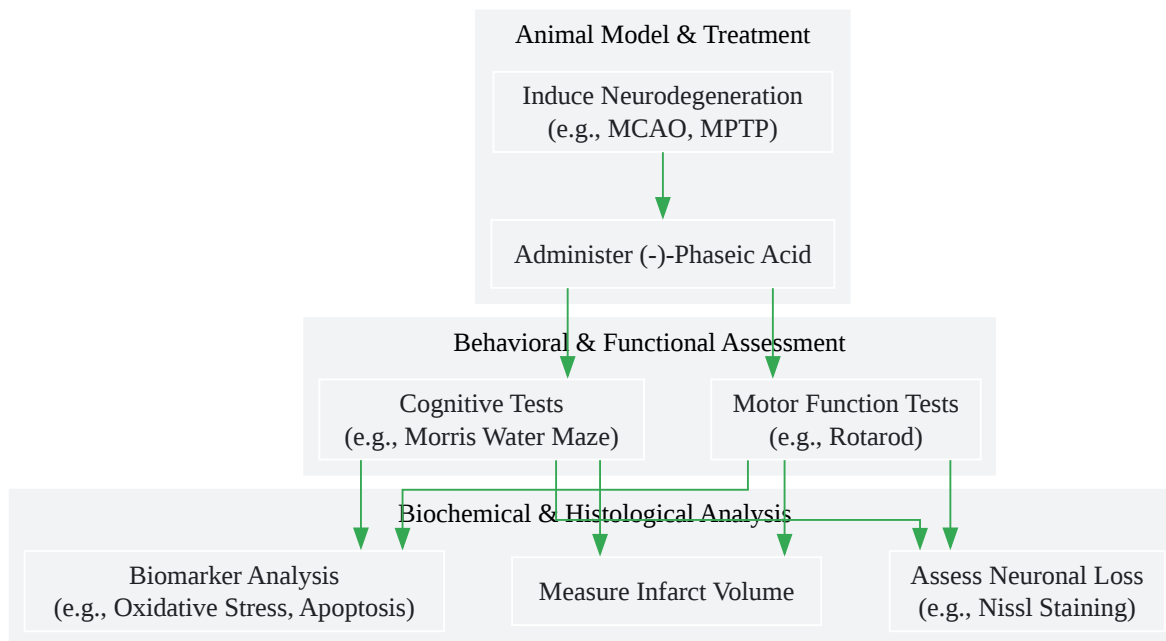 Animal Model & Treatment
Induce Neurodegeneration
(e.g., MCAO, MPTP)
Administer (-)-Phaseic Acid
Behavioral & Functional Assessment
Cognitive Tests
(e.g., Morris Water Maze)
Motor Function Tests
(e.g., Rotarod)
Biochemical & Histological Analysis
Biomarker Analysis
(e.g., Oxidative Stress, Apoptosis)
Measure Infarct Volume
Assess Neuronal Loss
(e.g., Nissl Staining)